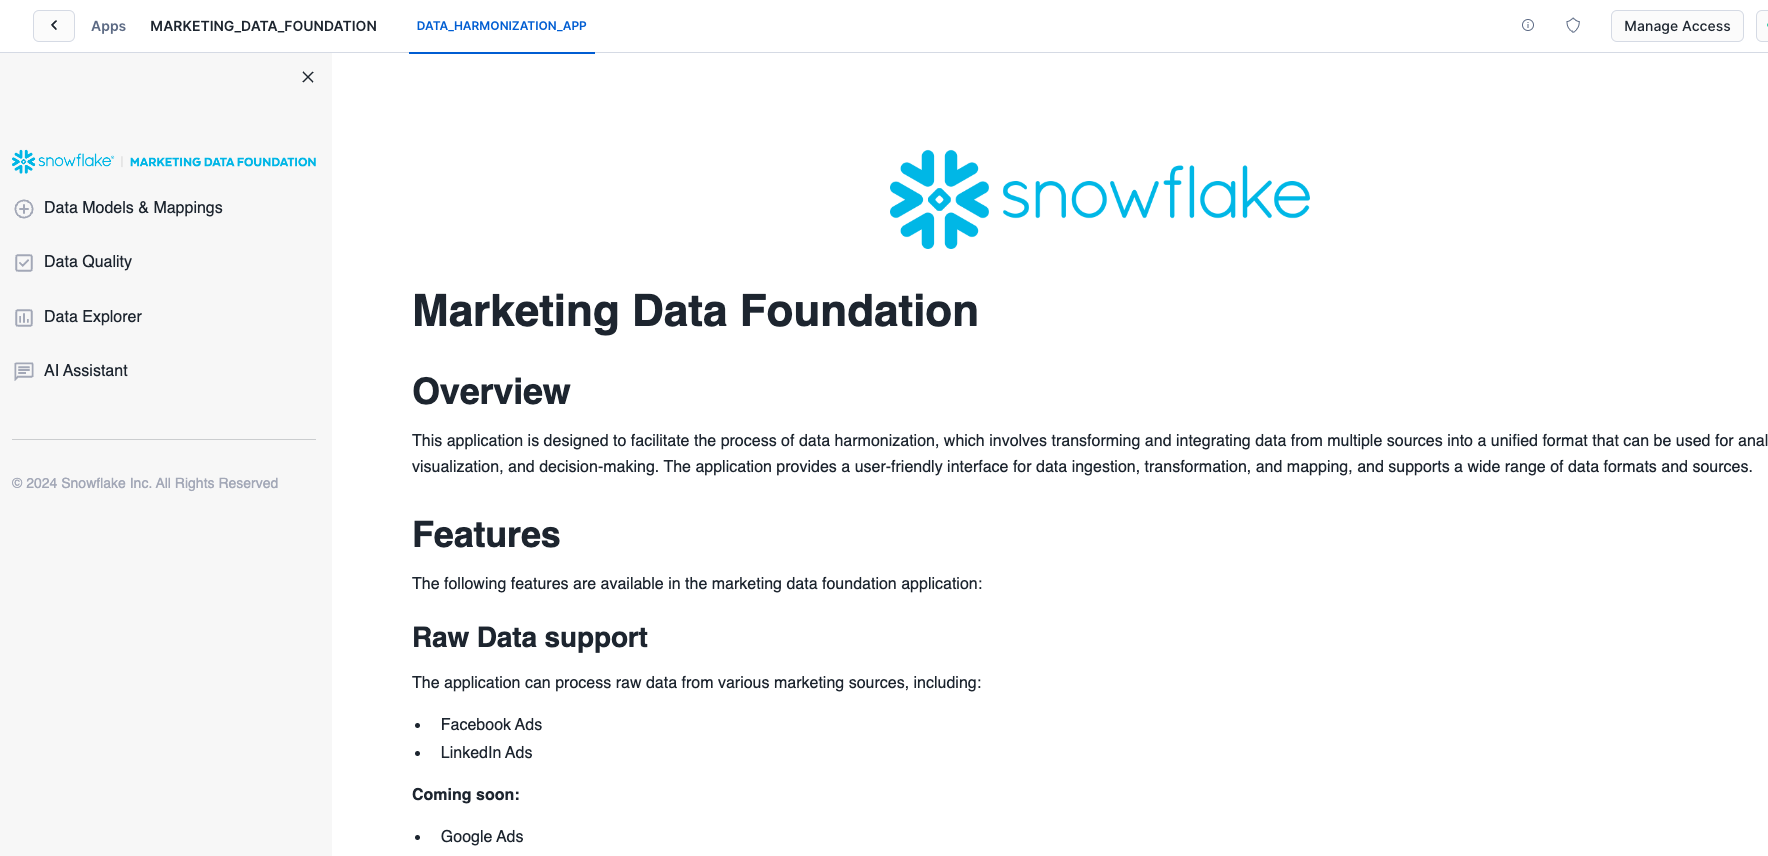 Apps MARKETING_DATA_FOUNDATION DATA_HARMONIZATION_APP Manage Access
snowflake | MARKETING DATA FOUNDATION
Data Models & Mappings
Data Quality
Data Explorer
AI Assistant
© 2024 Snowflake Inc. All Rights Reserved
snowflake
Marketing Data Foundation
Overview
This application is designed to facilitate the process of data harmonization, which involves transforming and integrating data from multiple sources into a unified format that can be used for anal
visualization, and decision-making. The application provides a user-friendly interface for data ingestion, transformation, and mapping, and supports a wide range of data formats and sources.
Features
The following features are available in the marketing data foundation application:
Raw Data support
The application can process raw data from various marketing sources, including:
• Facebook Ads
• LinkedIn Ads
Coming soon:
• Google Ads